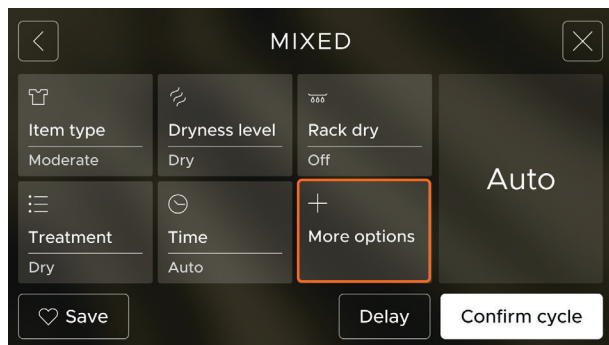 MIXED
Item type
Moderate
Dryness level
Dry
Rack dry
Off
Auto
Treatment
Dry
Time
Auto
More options
Save
Delay
Confirm cycle